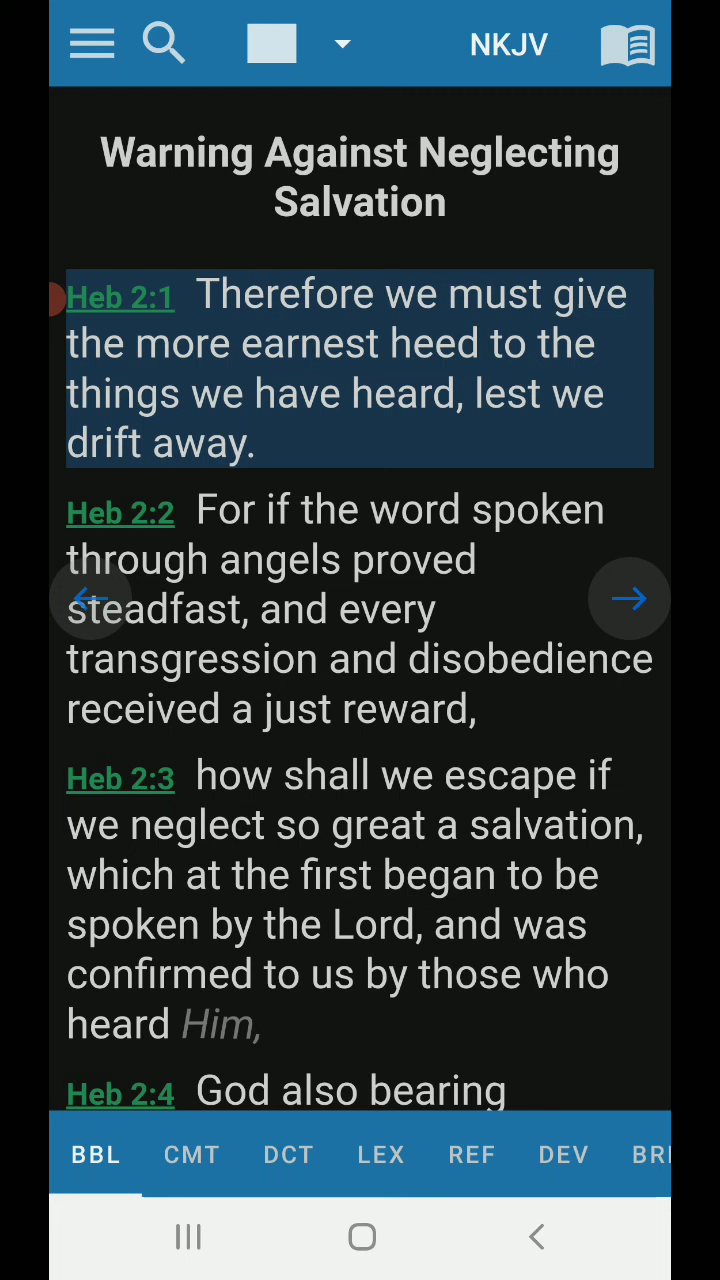 NKJV
Warning Against Neglecting
Salvation
Heb 2:1 Therefore we must give
the more earnest heed to the
things we have heard, lest we
drift away.
Heb 2:2 For if the word spoken
through angels proved
steadfast, and every
transgression and disobedience
received a just reward,
Heb 2:3 how shall we escape if
we neglect so great a salvation,
which at the first began to be
spoken by the Lord, and was
confirmed to us by those who
heard Him,
Heb 2:4 God also bearing
BBL CMT DCT LEX REF DEV